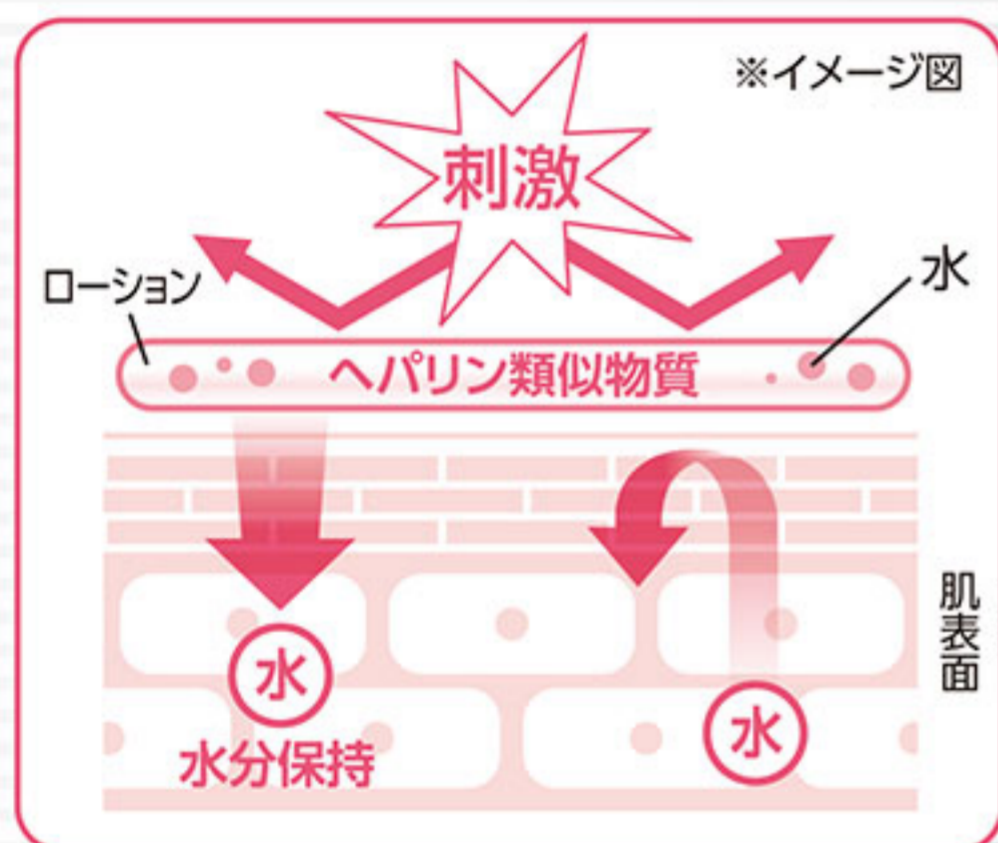 ※イメージ図
刺激
ローション
水
ヘパリン類似物質
肌表面
水
水分保持
水